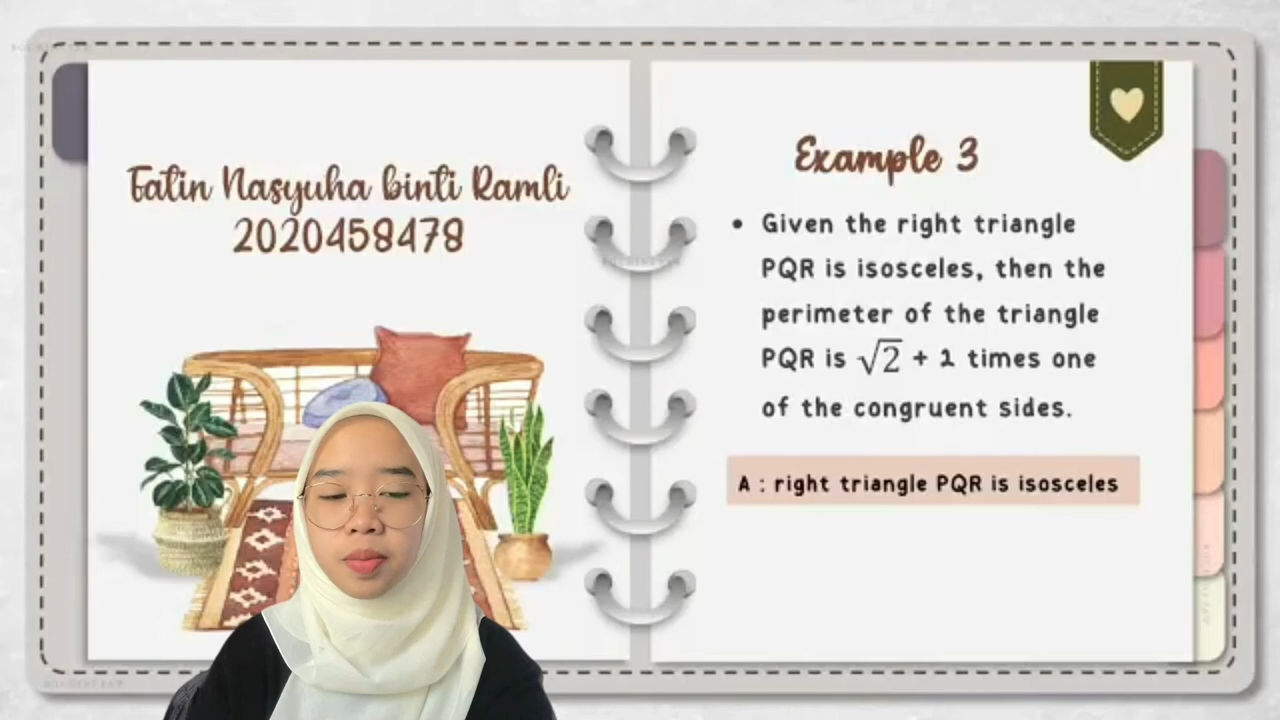 Fatin Nasyuha binti Ramli
2020458478
Example 3
• Given the right triangle
PQR is isosceles, then the
perimeter of the triangle
PQR is √2 + 1 times one
of the congruent sides.
A : right triangle PQR is isosceles